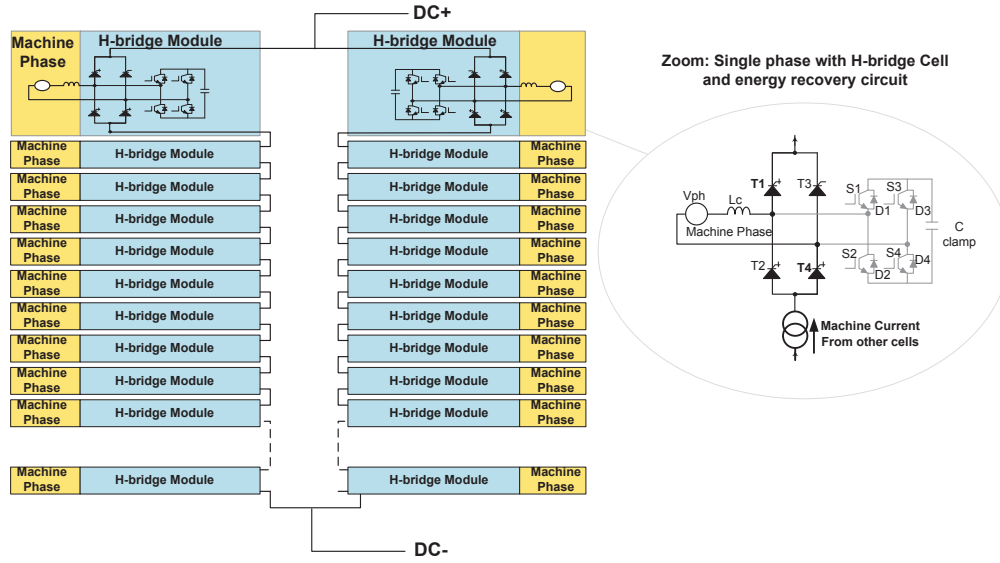 DC+
Machine
Phase
H-bridge Module
H-bridge Module
Machine
Phase
H-bridge Module
H-bridge Module
Machine
Phase
Machine
Phase
H-bridge Module
H-bridge Module
Machine
Phase
Machine
Phase
H-bridge Module
H-bridge Module
Machine
Phase
Machine
Phase
H-bridge Module
H-bridge Module
Machine
Phase
Machine
Phase
H-bridge Module
H-bridge Module
Machine
Phase
Machine
Phase
H-bridge Module
H-bridge Module
Machine
Phase
Machine
Phase
H-bridge Module
H-bridge Module
Machine
Phase
Machine
Phase
H-bridge Module
H-bridge Module
Machine
Phase
Machine
Phase
H-bridge Module
H-bridge Module
Machine
Phase
Machine
Phase
H-bridge Module
H-bridge Module
Machine
Phase
DC-
Zoom: Single phase with H-bridge Cell
and energy recovery circuit
T1
T3
S1
S3
D1
D3
Vph
Lc
Machine Phase
C
clamp
T2
T4
S2
S4
D2
D4
Machine Current
From other cells